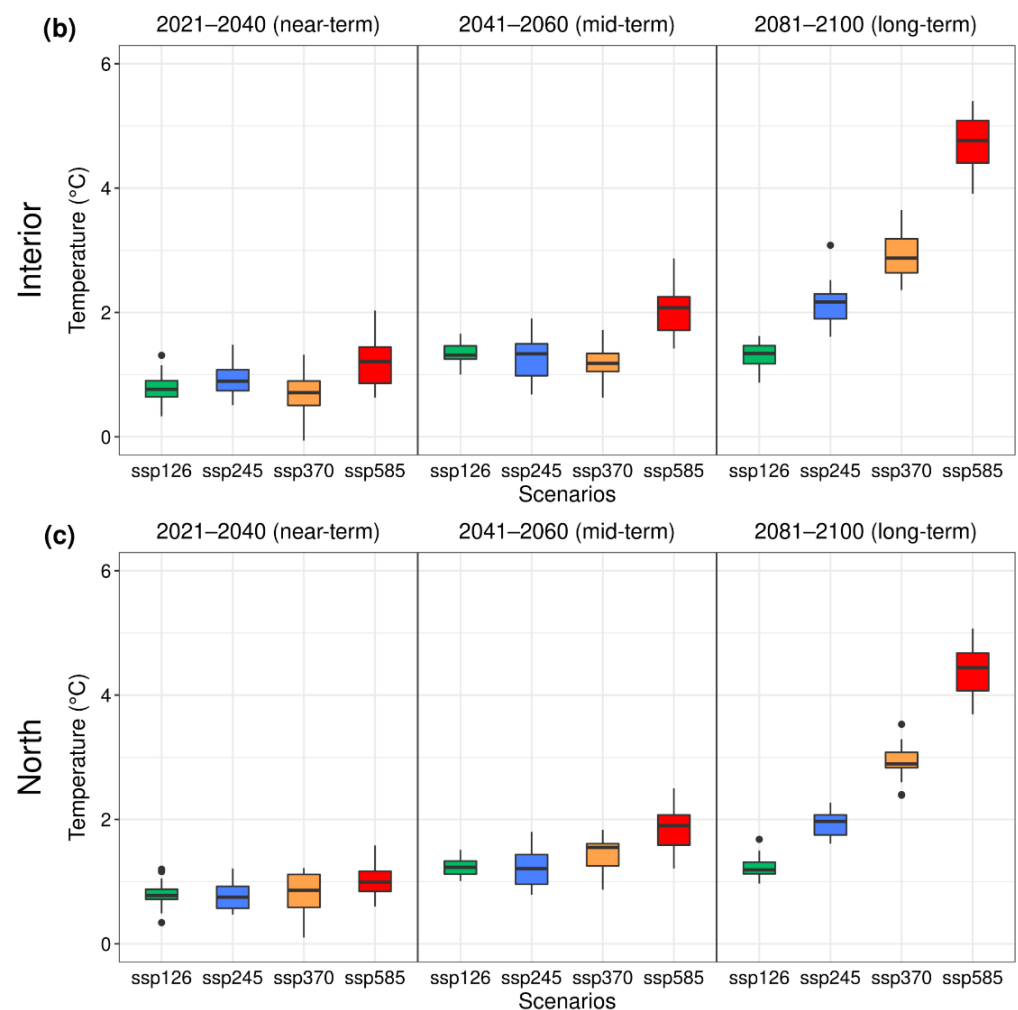 (b)
2021–2040 (near-term) 2041–2060 (mid-term) 2081–2100 (long-term)
Interior
Temperature (°C)
6
4
2
0
ssp126 ssp245 ssp370 ssp585 ssp126 ssp245 ssp370 ssp585 ssp126 ssp245 ssp370 ssp585
Scenarios
(c)
2021–2040 (near-term) 2041–2060 (mid-term) 2081–2100 (long-term)
North
Temperature (°C)
6
4
2
0
ssp126 ssp245 ssp370 ssp585 ssp126 ssp245 ssp370 ssp585 ssp126 ssp245 ssp370 ssp585
Scenarios